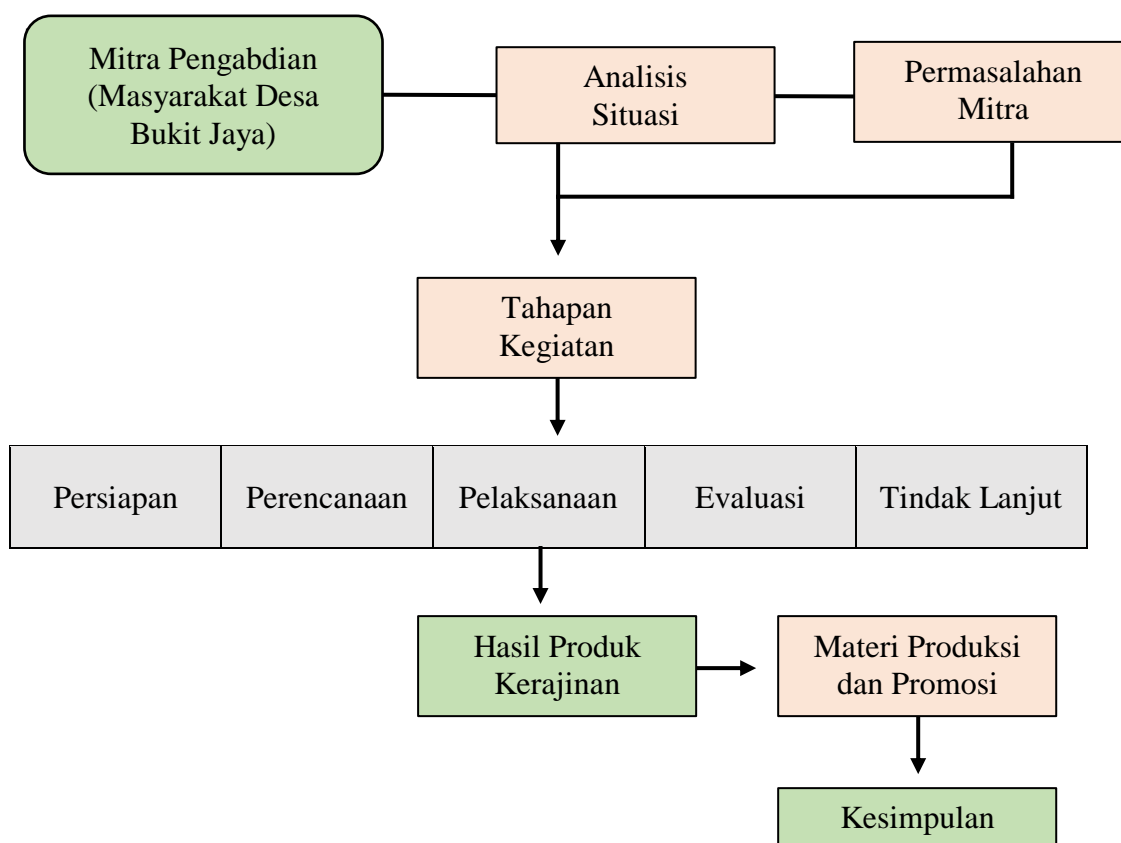 Mitra Pengabdian
(Masyarakat Desa
Bukit Jaya)
Analisis
Situasi
Permasalahan
Mitra
Tahapan
Kegiatan
Persiapan
Perencanaan
Pelaksanaan
Evaluasi
Tindak Lanjut
Hasil Produk
Kerajinan
Materi Produksi
dan Promosi
Kesimpulan